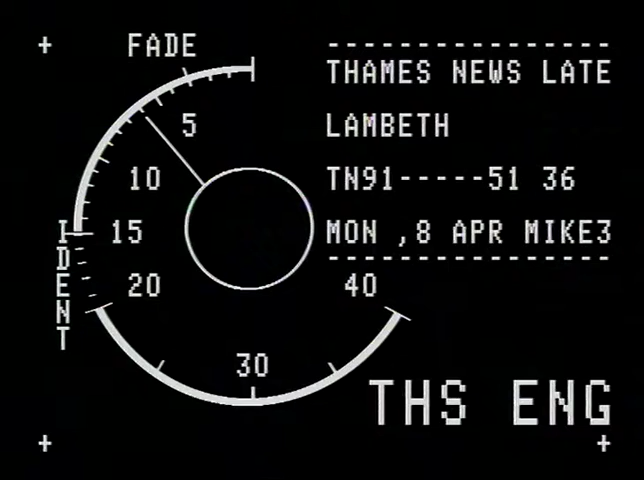 FADE
5
10
15
20
30
40
IDENT
----------------
THAMES NEWS LATE
LAMBETH
TN91-----51 36
MON ,8 APR MIKE3
----------------
THS ENG